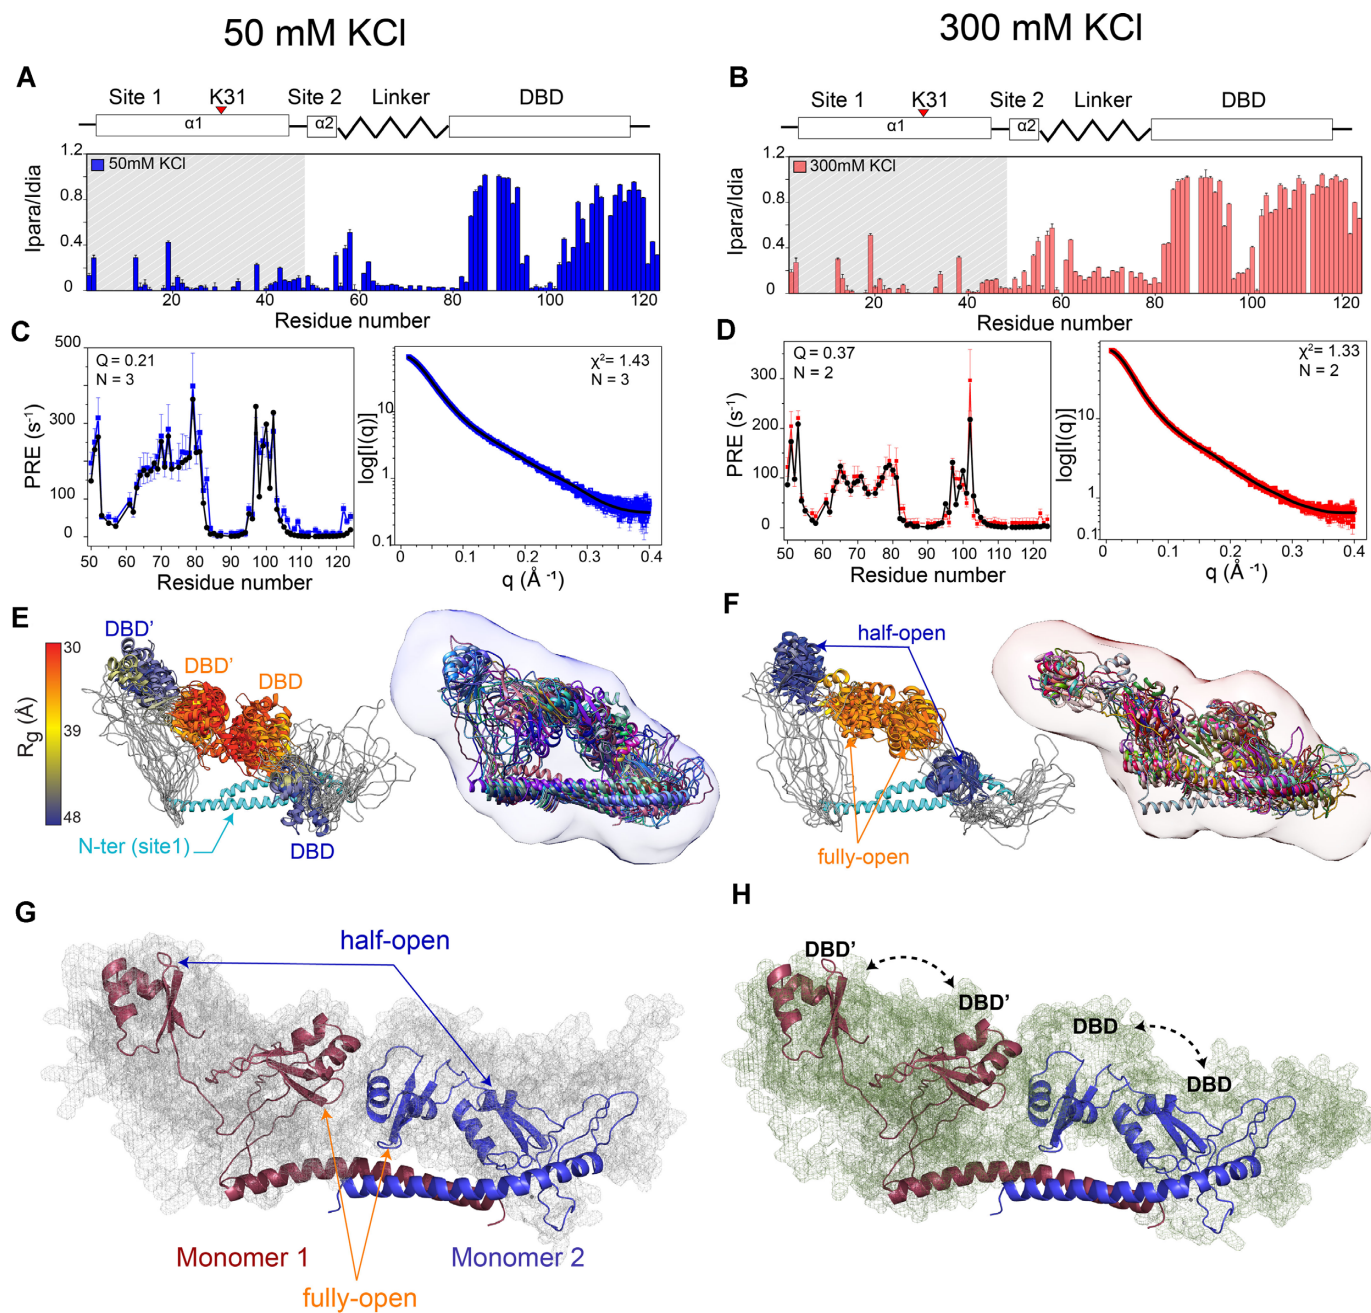 50 mM KCl
300 mM KCl
A
Site 1
K31
Site 2
Linker
DBD
α1
α2
50mM KCl
1.2
0.8
0.4
0
Ipara/Idia
20
40
60
80
100
120
Residue number
B
Site 1
K31
Site 2
Linker
DBD
α1
α2
300mM KCl
1.2
0.8
0.4
0
Ipara/Idia
20
40
60
80
100
120
Residue number
C
Q = 0.21
N = 3
500
300
100
0
PRE (s⁻¹)
50
60
70
80
90
100
110
120
Residue number
χ²= 1.43
N = 3
10
1
0.1
log[I(q)]
0
0.1
0.2
0.3
0.4
q (Å ⁻¹)
D
Q = 0.37
N = 2
300
200
100
0
PRE (s⁻¹)
50
60
70
80
90
100
110
120
Residue number
χ²= 1.33
N = 2
10
1
0.1
log[I(q)]
0
0.1
0.2
0.3
0.4
q (Å ⁻¹)
E
DBD'
DBD'
DBD
30
39
48
Rg (Å)
N-ter (site1)
DBD
F
half-open
fully-open
G
half-open
Monomer 1
Monomer 2
fully-open
H
DBD'
DBD'
DBD
DBD